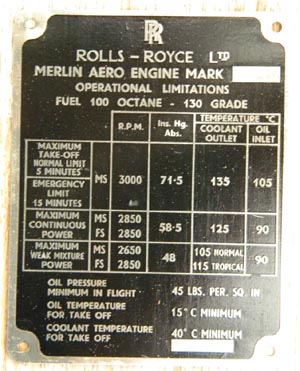 RR
ROLLS-ROYCE LTD
MERLIN AERO ENGINE MARK
OPERATIONAL LIMITATIONS
FUEL 100 OCTANE - 130 GRADE
R.P.M. Ins. Hg. Abs. TEMPERATURE °C
COOLANT OUTLET OIL INLET
MAXIMUM
TAKE-OFF
NORMAL LIMIT
5 MINUTES
EMERGENCY
LIMIT
15 MINUTES
MS 3000 71·5 135 105
MAXIMUM
CONTINUOUS
POWER
MS 2850
FS 2850
58·5 125 90
MAXIMUM
WEAK MIXTURE
POWER
MS 2650
FS 2850
48 105 NORMAL
115 TROPICAL
90
OIL PRESSURE
MINIMUM IN FLIGHT 45 LBS. PER. SQ. IN
OIL TEMPERATURE
FOR TAKE OFF 15°C MINIMUM
COOLANT TEMPERATURE
FOR TAKE OFF 40°C MINIMUM